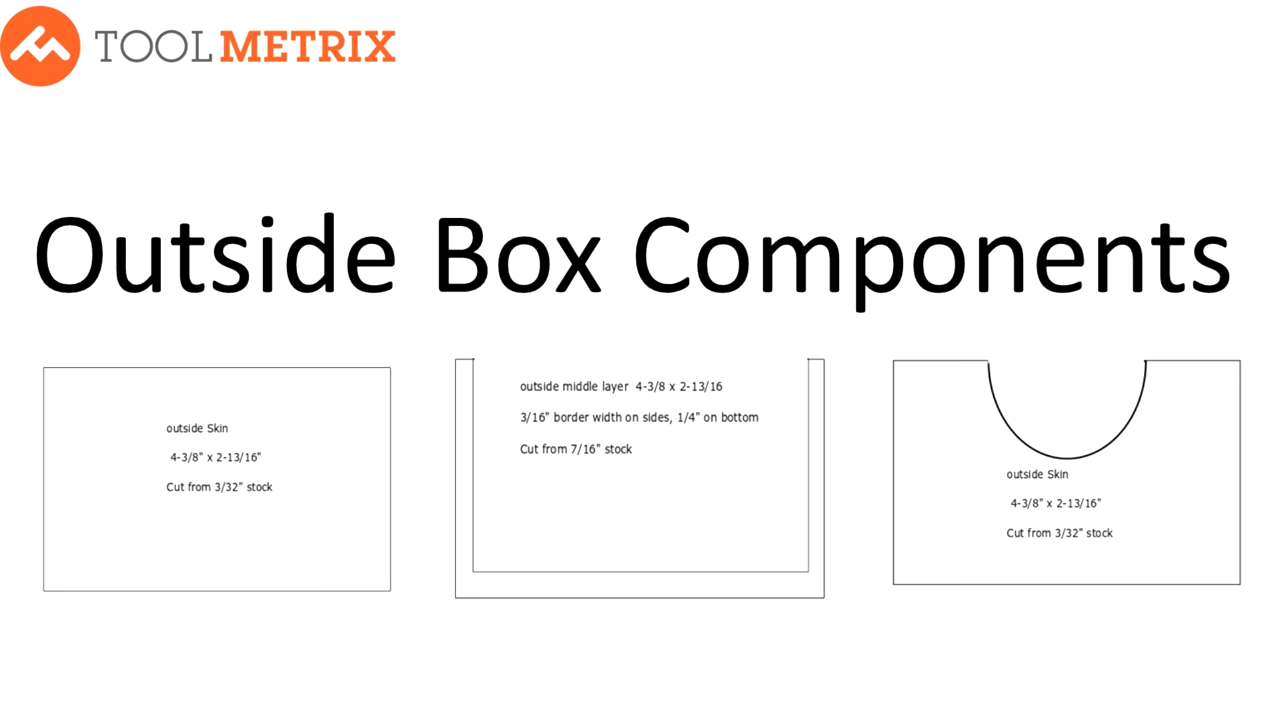 TOOLMETRIX
Outside Box Components
outside Skin
4-3/8" x 2-13/16"
Cut from 3/32" stock
outside middle layer 4-3/8 x 2-13/16
3/16" border width on sides, 1/4" on bottom
Cut from 7/16" stock
outside Skin
4-3/8" x 2-13/16"
Cut from 3/32" stock